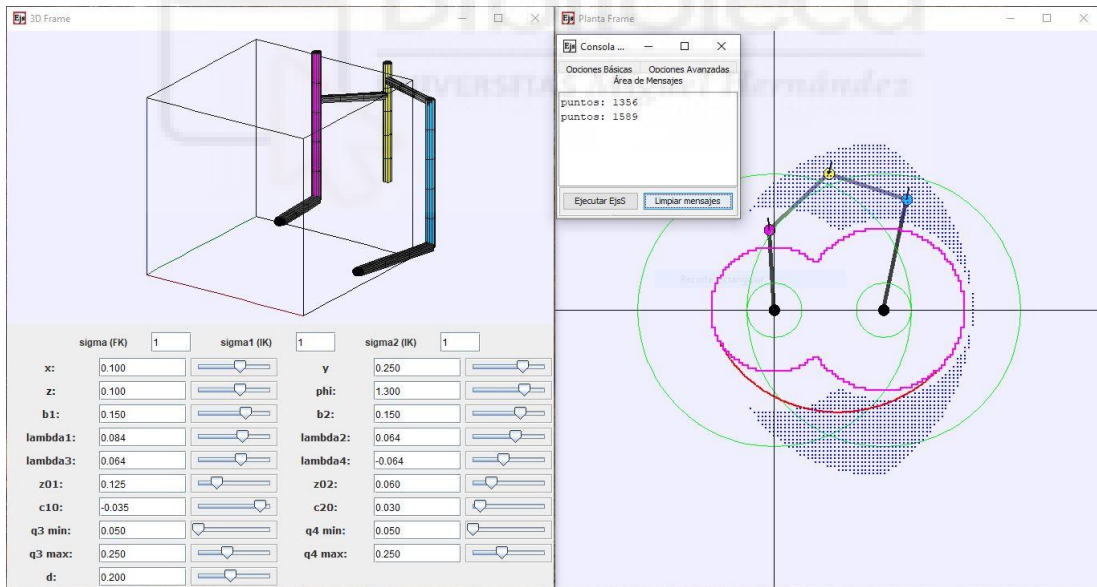 3D Frame
Planta Frame
Biblioteca
UNIVERSITAS Miguel Hernández
Consola ...
Opciones Básicas Opciones Avanzadas
Área de Mensajes
puntos: 1356
puntos: 1589
Ejecutar EjsS Limpiar mensajes
sigma (FK) 1 sigma1 (IK) 1 sigma2 (IK) 1
x: 0.100 y 0.250
z: 0.100 phi: 1.300
b1: 0.150 b2: 0.150
lambda1: 0.084 lambda2: 0.064
lambda3: 0.064 lambda4: -0.064
z01: 0.125 z02: 0.060
c10: -0.035 c20: 0.030
q3 min: 0.050 q4 min: 0.050
q3 max: 0.250 q4 max: 0.250
d: 0.200